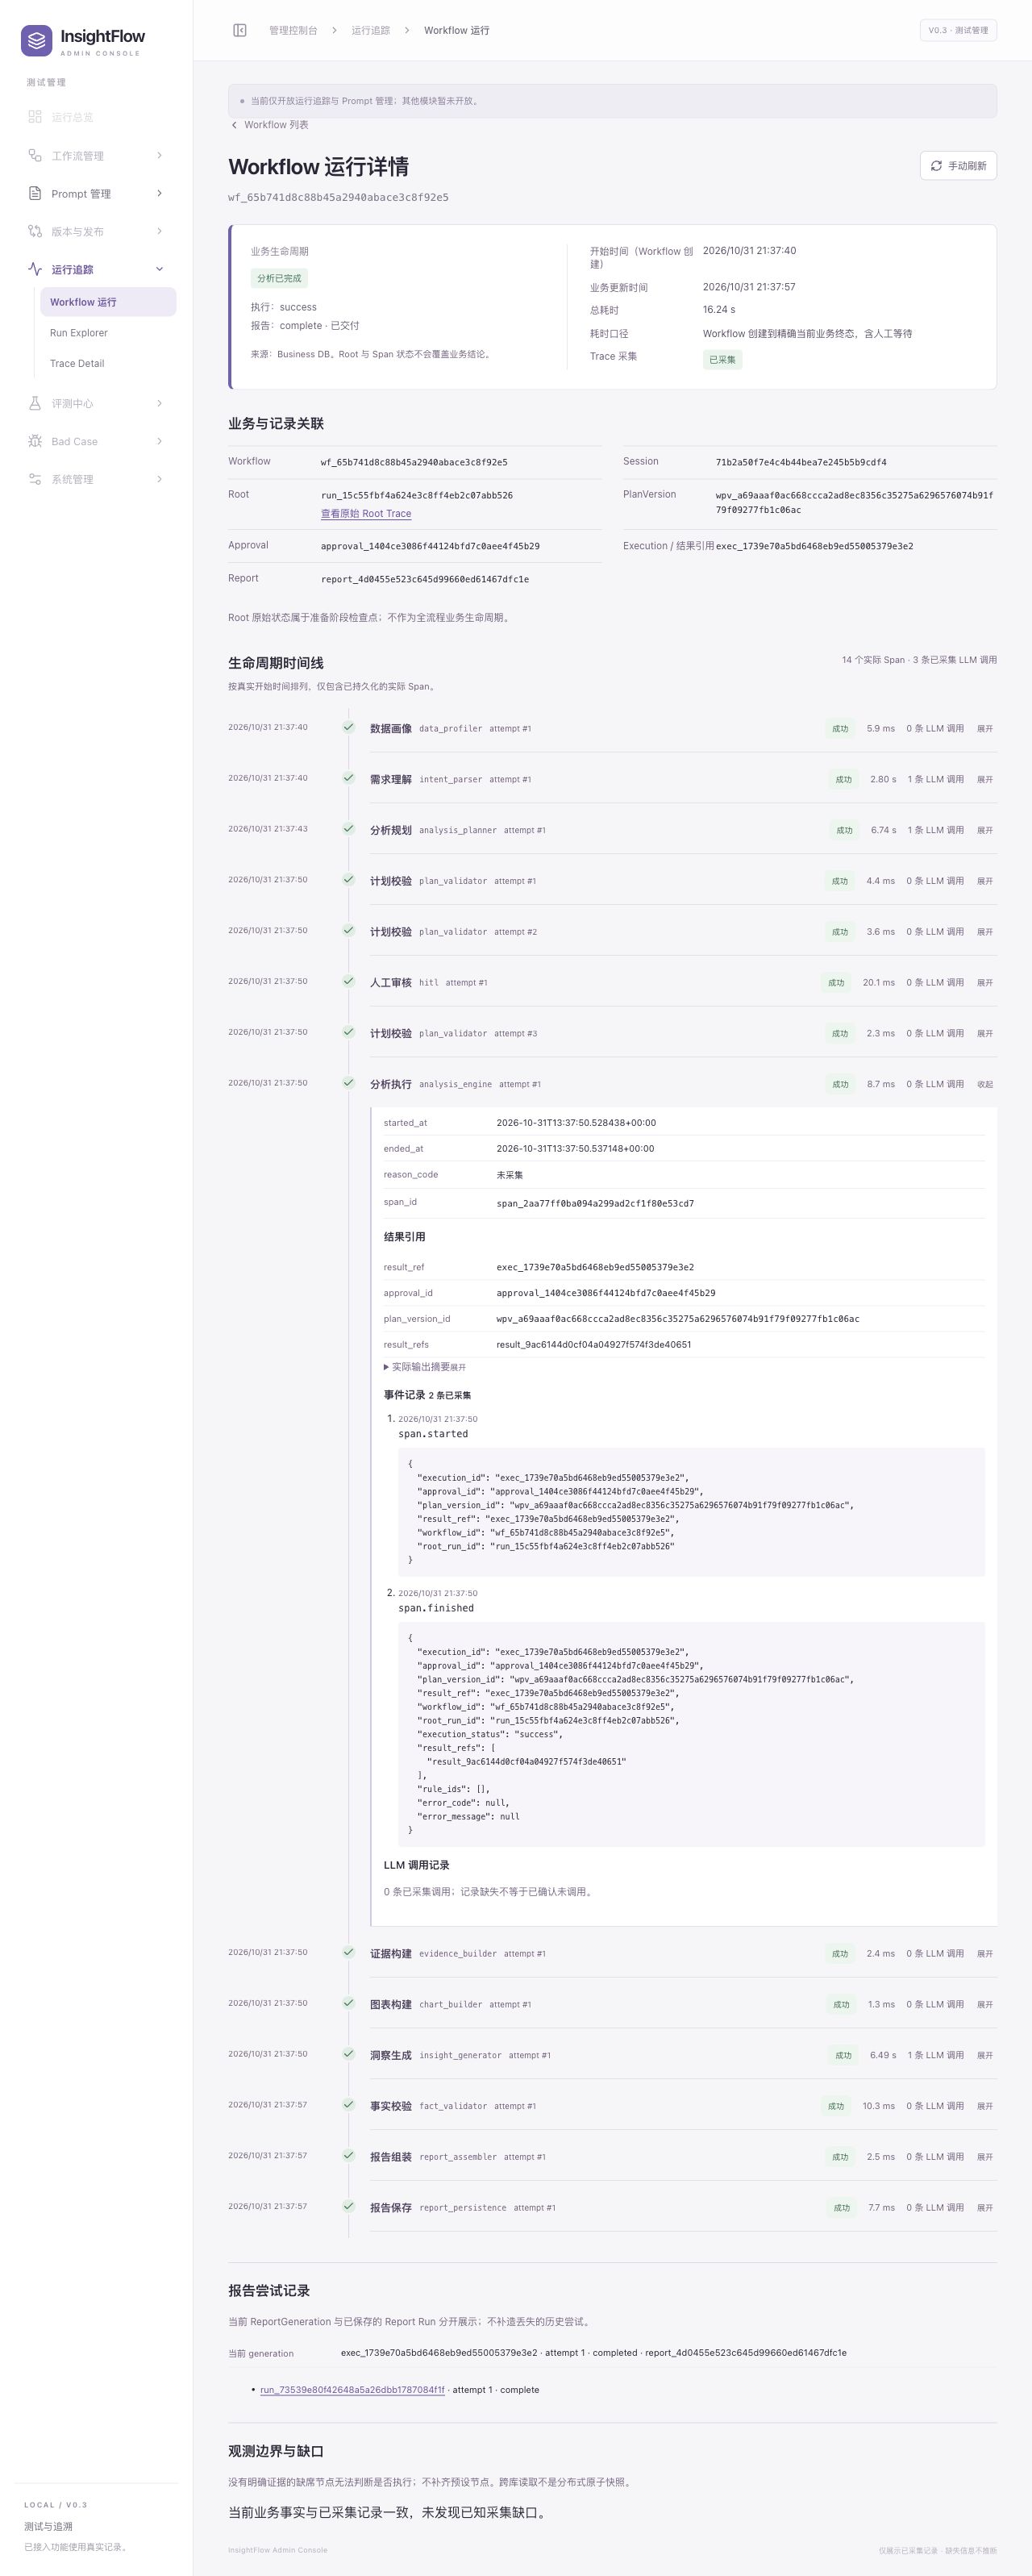 InsightFlow
ADMIN CONSOLE
测试管理
运行总览
工作流管理
Prompt 管理
版本与发布
运行追踪
Workflow 运行
Run Explorer
Trace Detail
评测中心
Bad Case
系统管理
LOCAL / V0.3
测试与追溯
已接入功能使用真实记录。
管理控制台 > 运行追踪 > Workflow 运行
V0.3 · 测试管理
当前仅开放运行追踪与 Prompt 管理；其他模块暂未开放。
Workflow 列表
Workflow 运行详情
手动刷新
wf_65b741d8c88b45a2940abace3c8f92e5
业务生命周期
分析已完成
执行：success
报告：complete · 已交付
来源：Business DB。Root 与 Span 状态不会覆盖业务结论。
开始时间（Workflow 创建） 2026/10/31 21:37:40
业务更新时间 2026/10/31 21:37:57
总耗时 16.24 s
耗时口径 Workflow 创建到精确当前业务终态，含人工等待
Trace 采集 已采集
业务与记录关联
Workflow wf_65b741d8c88b45a2940abace3c8f92e5
Session 71b2a50f7e4c4b44bea7e245b5b9cdf4
Root run_15c55fbf4a624e3c8ff4eb2c07abb526
查看原始 Root Trace
PlanVersion wpv_a69aaaf0ac668ccca2ad8ec8356c35275a6296576074b91f
79f09277fb1c06ac
Approval approval_1404ce3086f44124bfd7c0aee4f45b29
Execution / 结果引用 exec_1739e70a5bd6468eb9ed55005379e3e2
Report report_4d0455e523c645d99660ed61467dfc1e
Root 原始状态属于准备阶段检查点；不作为全流程业务生命周期。
生命周期时间线
14 个实际 Span · 3 条已采集 LLM 调用
按真实开始时间排列，仅包含已持久化的实际 Span。
2026/10/31 21:37:40 数据画像 data_profiler attempt #1 成功 5.9 ms 0 条 LLM 调用 展开
2026/10/31 21:37:40 需求理解 intent_parser attempt #1 成功 2.80 s 1 条 LLM 调用 展开
2026/10/31 21:37:43 分析规划 analysis_planner attempt #1 成功 6.74 s 1 条 LLM 调用 展开
2026/10/31 21:37:50 计划校验 plan_validator attempt #1 成功 4.4 ms 0 条 LLM 调用 展开
2026/10/31 21:37:50 计划校验 plan_validator attempt #2 成功 3.6 ms 0 条 LLM 调用 展开
2026/10/31 21:37:50 人工审核 hitl attempt #1 成功 20.1 ms 0 条 LLM 调用 展开
2026/10/31 21:37:50 计划校验 plan_validator attempt #3 成功 2.3 ms 0 条 LLM 调用 展开
2026/10/31 21:37:50 分析执行 analysis_engine attempt #1 成功 8.7 ms 0 条 LLM 调用 收起
started_at 2026-10-31T13:37:50.528438+00:00
ended_at 2026-10-31T13:37:50.537148+00:00
reason_code 未采集
span_id span_2aa77ff0ba094a299ad2cf1f80e53cd7
结果引用
result_ref exec_1739e70a5bd6468eb9ed55005379e3e2
approval_id approval_1404ce3086f44124bfd7c0aee4f45b29
plan_version_id wpv_a69aaaf0ac668ccca2ad8ec8356c35275a6296576074b91f79f09277fb1c06ac
result_refs result_9ac6144d0cf04a04927f574f3de40651
▶ 实际输出摘要展开
事件记录 2 条已采集
1. 2026/10/31 21:37:50
span.started
{
"execution_id": "exec_1739e70a5bd6468eb9ed55005379e3e2",
"approval_id": "approval_1404ce3086f44124bfd7c0aee4f45b29",
"plan_version_id": "wpv_a69aaaf0ac668ccca2ad8ec8356c35275a6296576074b91f79f09277fb1c06ac",
"result_ref": "exec_1739e70a5bd6468eb9ed55005379e3e2",
"workflow_id": "wf_65b741d8c88b45a2940abace3c8f92e5",
"root_run_id": "run_15c55fbf4a624e3c8ff4eb2c07abb526"
}
2. 2026/10/31 21:37:50
span.finished
{
"execution_id": "exec_1739e70a5bd6468eb9ed55005379e3e2",
"approval_id": "approval_1404ce3086f44124bfd7c0aee4f45b29",
"plan_version_id": "wpv_a69aaaf0ac668ccca2ad8ec8356c35275a6296576074b91f79f09277fb1c06ac",
"result_ref": "exec_1739e70a5bd6468eb9ed55005379e3e2",
"workflow_id": "wf_65b741d8c88b45a2940abace3c8f92e5",
"root_run_id": "run_15c55fbf4a624e3c8ff4eb2c07abb526",
"execution_status": "success",
"result_refs": [
"result_9ac6144d0cf04a04927f574f3de40651"
],
"rule_ids": [],
"error_code": null,
"error_message": null
}
LLM 调用记录
0 条已采集调用；记录缺失不等于已确认未调用。
2026/10/31 21:37:50 证据构建 evidence_builder attempt #1 成功 2.4 ms 0 条 LLM 调用 展开
2026/10/31 21:37:50 图表构建 chart_builder attempt #1 成功 1.3 ms 0 条 LLM 调用 展开
2026/10/31 21:37:50 洞察生成 insight_generator attempt #1 成功 6.49 s 1 条 LLM 调用 展开
2026/10/31 21:37:57 事实校验 fact_validator attempt #1 成功 10.3 ms 0 条 LLM 调用 展开
2026/10/31 21:37:57 报告组装 report_assembler attempt #1 成功 2.5 ms 0 条 LLM 调用 展开
2026/10/31 21:37:57 报告保存 report_persistence attempt #1 成功 7.7 ms 0 条 LLM 调用 展开
报告尝试记录
当前 ReportGeneration 与已保存的 Report Run 分开展示；不补造丢失的历史尝试。
当前 generation exec_1739e70a5bd6468eb9ed55005379e3e2 · attempt 1 · completed · report_4d0455e523c645d99660ed61467dfc1e
• run_73539e80f42648a5a26dbb1787084f1f · attempt 1 · complete
观测边界与缺口
没有明确证据的缺席节点无法判断是否执行；不补齐预设节点。跨库读取不是分布式原子快照。
当前业务事实与已采集记录一致，未发现已知采集缺口。
InsightFlow Admin Console
仅展示已采集记录 · 缺失信息不推断